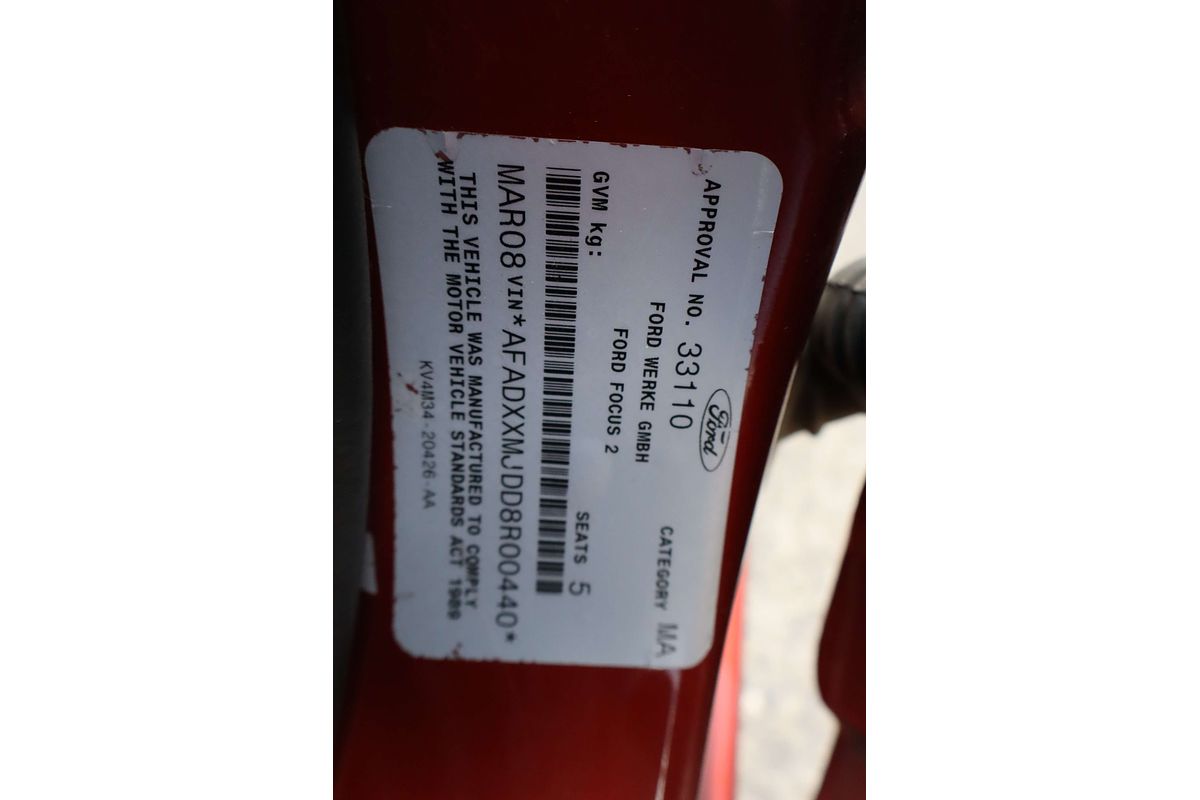 Ford
APPROVAL NO. 33110 CATEGORY MA
FORD WERKE GMBH
FORD FOCUS 2
GVM kg: SEATS 5
MAR08 VIN*AFADXXMJDD8R00440*
THIS VEHICLE WAS MANUFACTURED TO COMPLY
WITH THE MOTOR VEHICLE STANDARDS ACT 1989
KV4M34-20426-AA